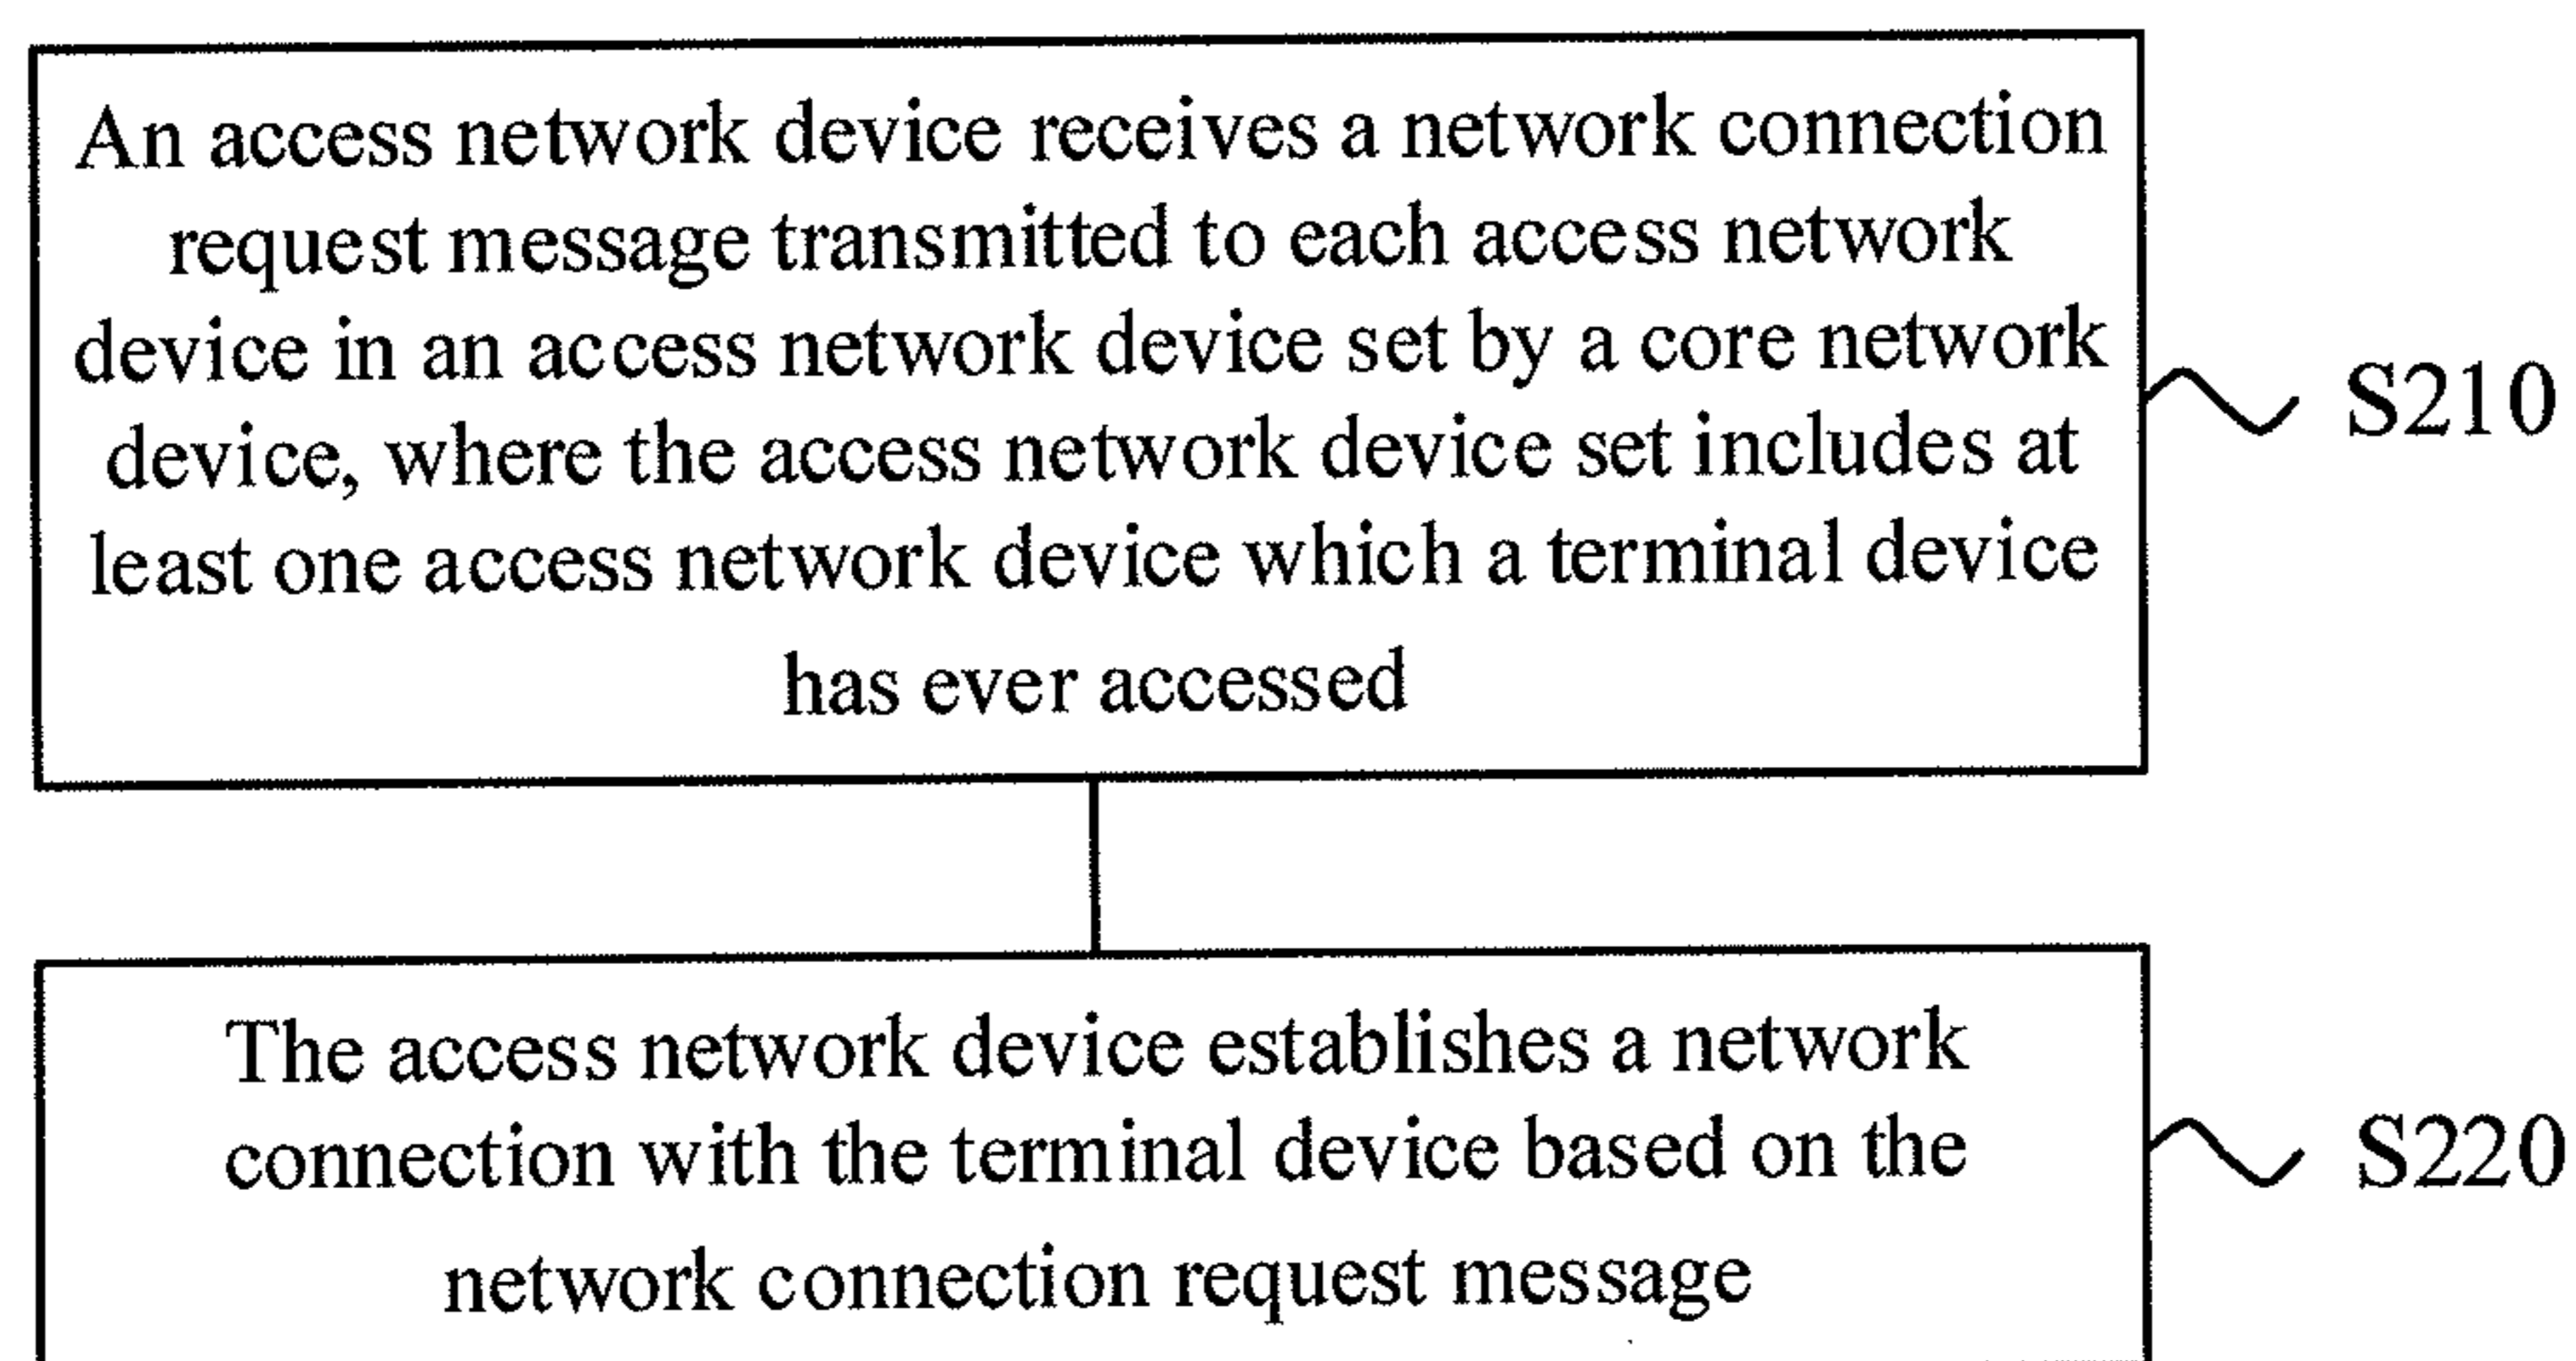 An access network device receives a network connection
request message transmitted to each access network
device in an access network device set by a core network
device, where the access network device set includes at
least one access network device which a terminal device
has ever accessed
S210
The access network device establishes a network
connection with the terminal device based on the
network connection request message
S220